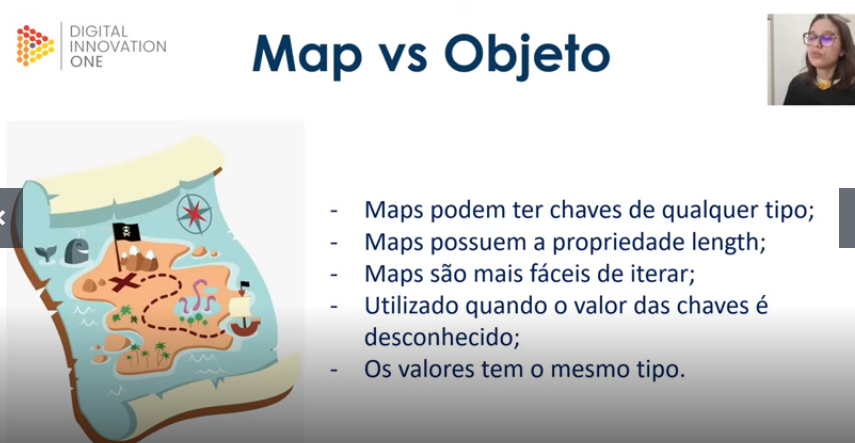 DIGITAL
INNOVATION
ONE
Map vs Objeto
- Maps podem ter chaves de qualquer tipo;
- Maps possuem a propriedade length;
- Maps são mais fáceis de iterar;
- Utilizado quando o valor das chaves é
desconhecido;
- Os valores tem o mesmo tipo.